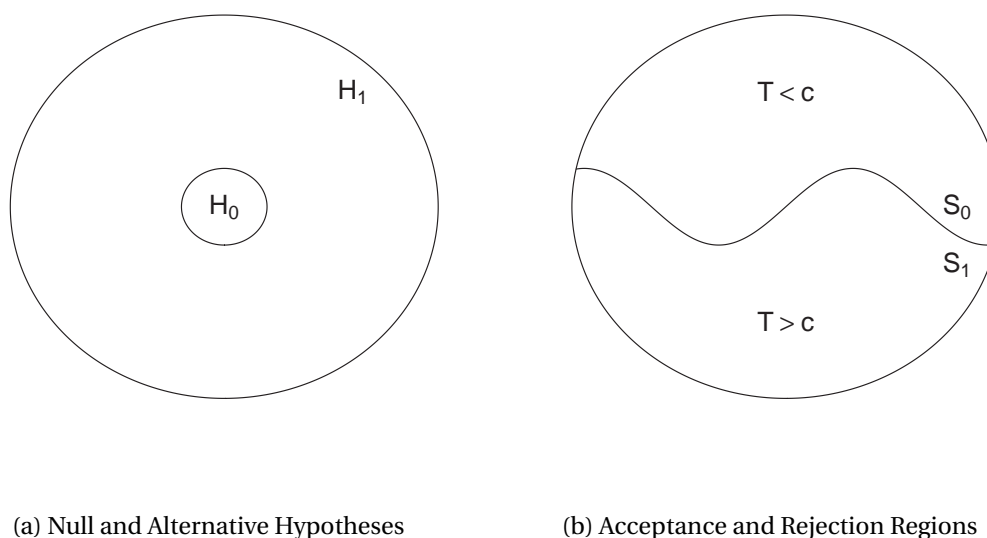 H₁
H₀
T < c
S₀
S₁
T > c
(a) Null and Alternative Hypotheses
(b) Acceptance and Rejection Regions